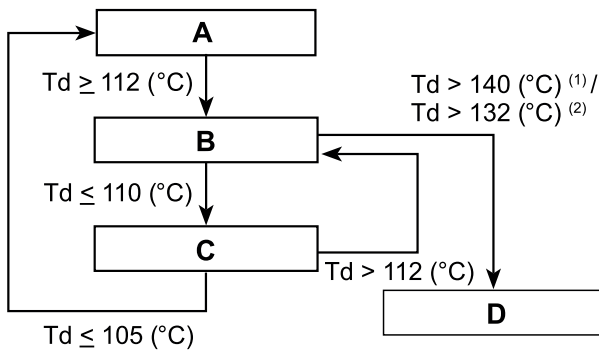 A
Td ≥ 112 (°C)
Td > 140 (°C) (1) /
Td > 132 (°C) (2)
B
Td ≤ 110 (°C)
C
Td > 112 (°C)
D
Td ≤ 105 (°C)